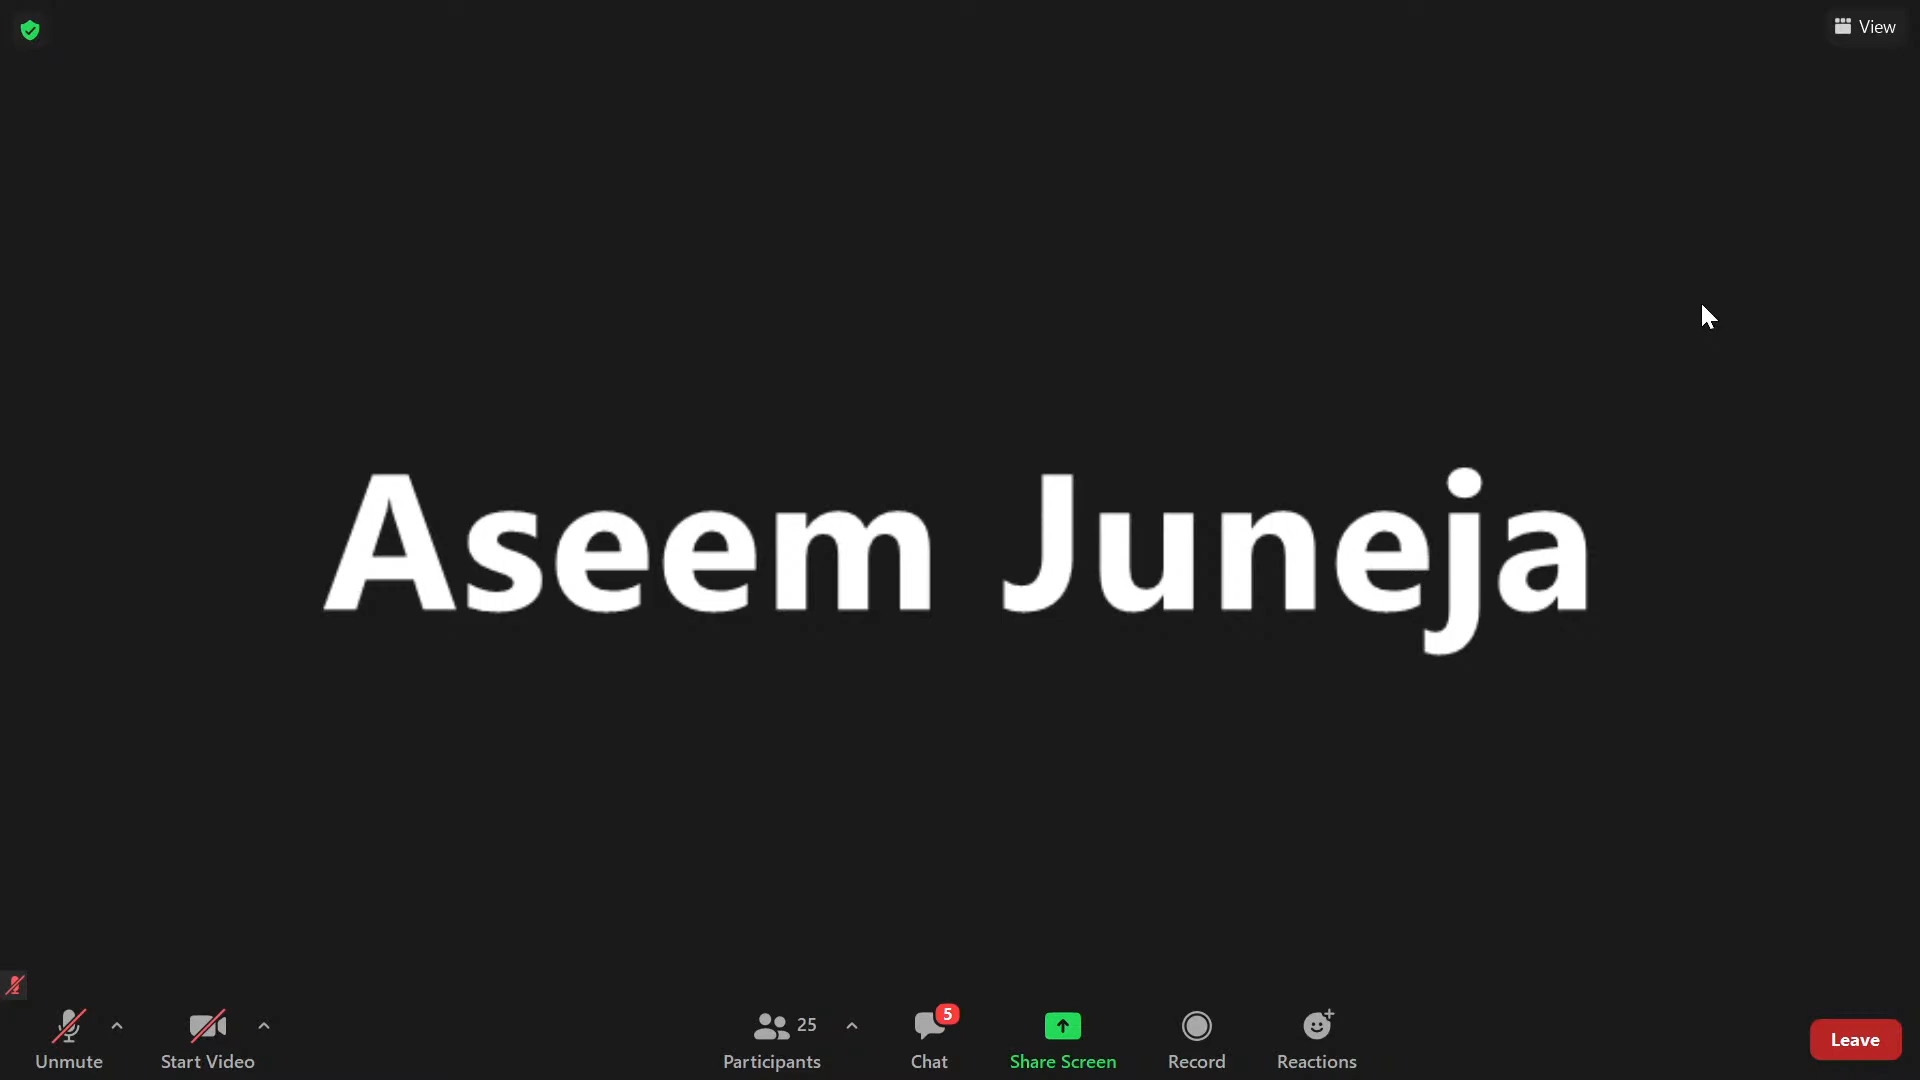 View
Aseem Juneja
Unmute
Start Video
25
Participants
5
Chat
Share Screen
Record
Reactions
Leave